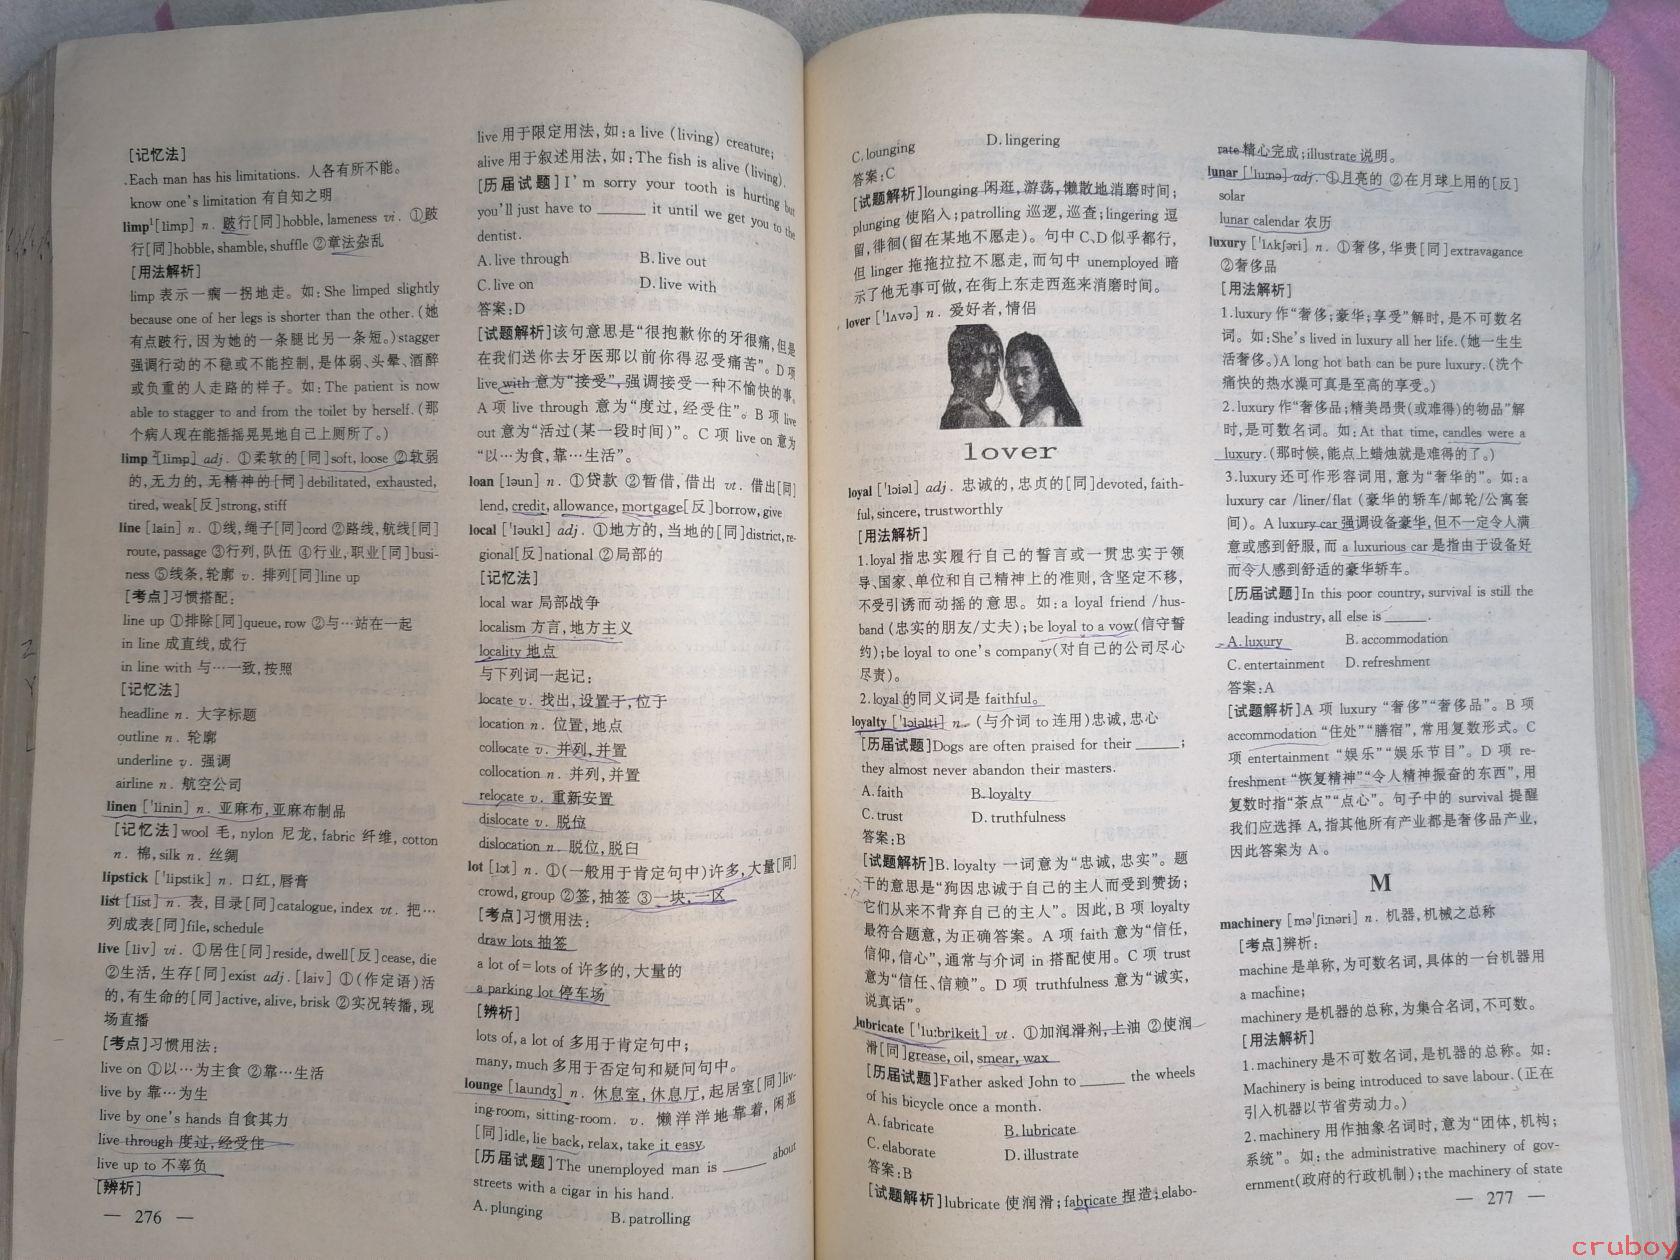 [记忆法]
.Each man has his limitations. 人各有所不能。
know one's limitation 有自知之明
limp¹[limp] n. 跛行[同]hobble, lameness vi. ①跛
行[同]hobble, shamble, shuffle ②章法杂乱
[用法解析]
limp 表示一瘸一拐地走。如:She limped slightly
because one of her legs is shorter than the other.(她
有点跛行,因为她的一条腿比另一条短。)stagger
强调行动的不稳或不能控制,是体弱、头晕、酒醉
或负重的人走路的样子。如:The patient is now
able to stagger to and from the toilet by herself.(那
个病人现在能摇摇晃晃地自己上厕所了。)
limp²[limp] adj. ①柔软的[同]soft, loose ②软弱
的,无力的,无精神的[同]debilitated, exhausted,
tired, weak[反]strong, stiff
line [lain] n. ①线,绳子[同]cord ②路线,航线[同]
route, passage ③行列,队伍 ④行业,职业[同]busi-
ness ⑤线条,轮廓 v. 排列[同]line up
[考点]习惯搭配:
line up ①排除[同]queue, row ②与…站在一起
in line 成直线,成行
in line with 与…一致,按照
[记忆法]
headline n. 大字标题
outline n. 轮廓
underline v. 强调
airline n. 航空公司
linen ['linin] n. 亚麻布,亚麻布制品
[记忆法]wool 毛, nylon 尼龙, fabric 纤维, cotton
n. 棉, silk n. 丝绸
lipstick ['lipstik] n. 口红,唇膏
list [list] n. 表,目录[同]catalogue, index vt. 把…
列成表[同]file, schedule
live [liv] vi. ①居住[同]reside, dwell[反]cease, die
②生活,生存[同]exist adj. [laiv] ①(作定语)活
的,有生命的[同]active, alive, brisk ②实况转播,现
场直播
[考点]习惯用法:
live on ①以…为主食 ②靠…生活
live by 靠…为生
live by one's hands 自食其力
live through 度过,经受住
live up to 不辜负
[辨析]
— 276 —
live 用于限定用法,如:a live (living) creature;
alive 用于叙述用法,如:The fish is alive (living).
[历届试题]I'm sorry your tooth is hurting but
you'll just have to ______ it until we get you to the
dentist.
A. live through B. live out
C. live on D. live with
答案:D
[试题解析]该句意思是“很抱歉你的牙很痛,但是
在我们送你去牙医那以前你得忍受痛苦”。D 项
live with 意为“接受”,强调接受一种不愉快的事。
A 项 live through 意为“度过,经受住”。B 项 live
out 意为“活过(某一段时间)”。C 项 live on 意为
“以…为食,靠…生活”。
loan [ləun] n. ①贷款 ②暂借,借出 vt. 借出[同]
lend, credit, allowance, mortgage[反]borrow, give
local ['ləukl] adj. ①地方的,当地的[同]district, re-
gional[反]national ②局部的
[记忆法]
local war 局部战争
localism 方言,地方主义
locality 地点
与下列词一起记:
locate v. 找出,设置于,位于
location n. 位置,地点
collocate v. 并列,并置
collocation n. 并列,并置
relocate v. 重新安置
dislocate v. 脱位
dislocation n. 脱位,脱臼
lot [lɔt] n. ①(一般用于肯定句中)许多,大量[同]
crowd, group ②签,抽签 ③一块,一区
[考点]习惯用法:
draw lots 抽签
a lot of=lots of 许多的,大量的
a parking lot 停车场
[辨析]
lots of, a lot of 多用于肯定句中;
many, much 多用于否定句和疑问句中。
lounge [laundʒ] n. 休息室,休息厅,起居室[同]liv-
ing-room, sitting-room. v. 懒洋洋地靠着,闲逛
[同]idle, lie back, relax, take it easy
[历届试题]The unemployed man is ______ about
streets with a cigar in his hand.
A. plunging B. patrolling
C. lounging D. lingering
答案:C
[试题解析]lounging 闲逛,游荡,懒散地消磨时间;
plunging 使陷入; patrolling 巡逻,巡查; lingering 逗
留,徘徊(留在某地不愿走)。句中 C、D 似乎都行,
但 linger 拖拖拉拉不愿走,而句中 unemployed 暗
示了他无事可做,在街上东走西逛来消磨时间。
lover ['lʌvə] n. 爱好者,情侣
lover
loyal ['lɔiəl] adj. 忠诚的,忠贞的[同]devoted, faith-
ful, sincere, trustworthly
[用法解析]
1. loyal 指忠实履行自己的誓言或一贯忠实于领
导、国家、单位和自己精神上的准则,含坚定不移,
不受引诱而动摇的意思。如:a loyal friend /hus-
band (忠实的朋友/丈夫);be loyal to a vow(信守誓
约);be loyal to one's company(对自己的公司尽心
尽责)。
2. loyal 的同义词是 faithful。
loyalty ['lɔiəlti] n. (与介词 to 连用)忠诚,忠心
[历届试题]Dogs are often praised for their ______;
they almost never abandon their masters.
A. faith B. loyalty
C. trust D. truthfulness
答案:B
[试题解析]B. loyalty 一词意为“忠诚,忠实”。题
干的意思是“狗因忠诚于自己的主人而受到赞扬;
它们从来不背弃自己的主人”。因此,B 项 loyalty
最符合题意,为正确答案。A 项 faith 意为“信任,
信仰,信心”,通常与介词 in 搭配使用。C 项 trust
意为“信任、信赖”。D 项 truthfulness 意为“诚实,
说真话”。
lubricate ['lu:brikeit] vt. ①加润滑剂,上油 ②使润
滑[同]grease, oil, smear, wax
[历届试题]Father asked John to ______ the wheels
of his bicycle once a month.
A. fabricate B. lubricate
C. elaborate D. illustrate
答案:B
[试题解析]lubricate 使润滑; fabricate 捏造; elabo-
rate 精心完成; illustrate 说明。
lunar ['lu:nə] adj. ①月亮的 ②在月球上用的[反]
solar
lunar calendar 农历
luxury ['lʌkʃəri] n. ①奢侈,华贵[同]extravagance
②奢侈品
[用法解析]
1. luxury 作“奢侈;豪华;享受”解时,是不可数名
词。如:She's lived in luxury all her life.(她一生生
活奢侈。)A long hot bath can be pure luxury.(洗个
痛快的热水澡可真是至高的享受。)
2. luxury 作“奢侈品;精美昂贵(或难得)的物品”解
时,是可数名词。如:At that time, candles were a
luxury.(那时候,能点上蜡烛就是难得的了。)
3. luxury 还可作形容词用,意为“奢华的”。如:a
luxury car /liner/flat (豪华的轿车/邮轮/公寓套
间)。A luxury car 强调设备豪华,但不一定令人满
意或感到舒服,而 a luxurious car 是指由于设备好
而令人感到舒适的豪华轿车。
[历届试题]In this poor country, survival is still the
leading industry, all else is ______.
A. luxury B. accommodation
C. entertainment D. refreshment
答案:A
[试题解析]A 项 luxury “奢侈”“奢侈品”。B 项
accommodation “住处”“膳宿”,常用复数形式。C
项 entertainment “娱乐”“娱乐节目”。D 项 re-
freshment “恢复精神”“令人精神振奋的东西”,用
复数时指“茶点”“点心”。句子中的 survival 提醒
我们应选择 A,指其他所有产业都是奢侈品产业,
因此答案为 A。
M
machinery [mə'ʃi:nəri] n. 机器,机械之总称
[考点]辨析:
machine 是单称,为可数名词,具体的一台机器用
a machine;
machinery 是机器的总称,为集合名词,不可数。
[用法解析]
1. machinery 是不可数名词,是机器的总称。如:
Machinery is being introduced to save labour.(正在
引入机器以节省劳动力。)
2. machinery 用作抽象名词时,意为“团体,机构;
系统”。如: the administrative machinery of gov-
ernment(政府的行政机制);the machinery of state
— 277 —
cruboy